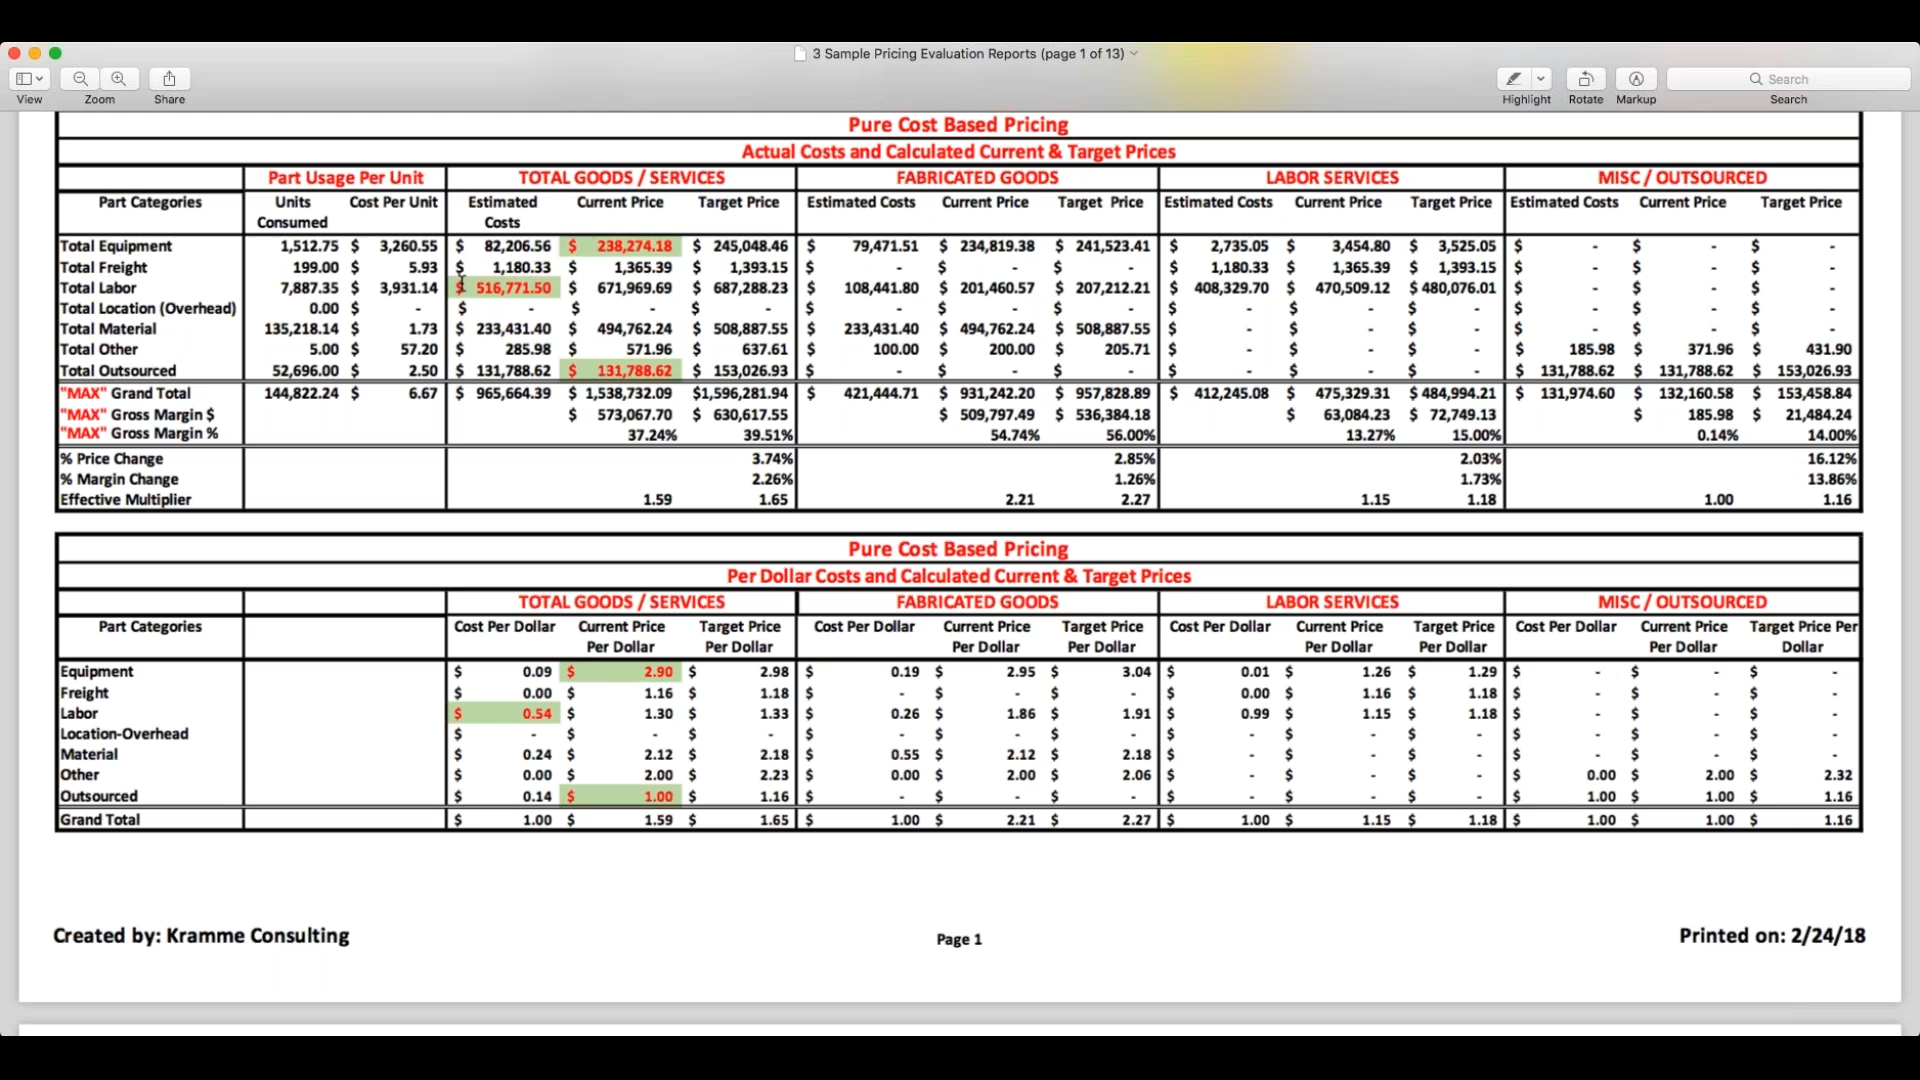 3 Sample Pricing Evaluation Reports (page 1 of 13)
View Zoom Share Highlight Rotate Markup Search
Search
Pure Cost Based Pricing
Actual Costs and Calculated Current & Target Prices
Part Usage Per Unit TOTAL GOODS / SERVICES FABRICATED GOODS LABOR SERVICES MISC / OUTSOURCED
Part Categories Units Consumed Cost Per Unit Estimated Costs Current Price Target Price Estimated Costs Current Price Target Price Estimated Costs Current Price Target Price Estimated Costs Current Price Target Price
Total Equipment 1,512.75 $ 3,260.55 $ 82,206.56 $ 238,274.18 $ 245,048.46 $ 79,471.51 $ 234,819.38 $ 241,523.41 $ 2,735.05 $ 3,454.80 $ 3,525.05 $ - $ - $ -
Total Freight 199.00 $ 5.93 $ 1,180.33 $ 1,365.39 $ 1,393.15 $ - $ - $ - $ 1,180.33 $ 1,365.39 $ 1,393.15 $ - $ - $ -
Total Labor 7,887.35 $ 3,931.14 $ 516,771.50 $ 671,969.69 $ 687,288.23 $ 108,441.80 $ 201,460.57 $ 207,212.21 $ 408,329.70 $ 470,509.12 $ 480,076.01 $ - $ - $ -
Total Location (Overhead) 0.00 $ - $ - $ - $ - $ - $ - $ - $ - $ - $ - $ - $ - $ -
Total Material 135,218.14 $ 1.73 $ 233,431.40 $ 494,762.24 $ 508,887.55 $ 233,431.40 $ 494,762.24 $ 508,887.55 $ - $ - $ - $ - $ - $ -
Total Other 5.00 $ 57.20 $ 285.98 $ 571.96 $ 637.61 $ 100.00 $ 200.00 $ 205.71 $ - $ - $ - $ 185.98 $ 371.96 $ 431.90
Total Outsourced 52,696.00 $ 2.50 $ 131,788.62 $ 131,788.62 $ 153,026.93 $ - $ - $ - $ - $ - $ - $ 131,788.62 $ 131,788.62 $ 153,026.93
"MAX" Grand Total 144,822.24 $ 6.67 $ 965,664.39 $ 1,538,732.09 $1,596,281.94 $ 421,444.71 $ 931,242.20 $ 957,828.89 $ 412,245.08 $ 475,329.31 $ 484,994.21 $ 131,974.60 $ 132,160.58 $ 153,458.84
"MAX" Gross Margin $ $ 573,067.70 $ 630,617.55 $ 509,797.49 $ 536,384.18 $ 63,084.23 $ 72,749.13 $ 185.98 $ 21,484.24
"MAX" Gross Margin % 37.24% 39.51% 54.74% 56.00% 13.27% 15.00% 0.14% 14.00%
% Price Change 3.74% 2.85% 2.03% 16.12%
% Margin Change 2.26% 1.26% 1.73% 13.86%
Effective Multiplier 1.59 1.65 2.21 2.27 1.15 1.18 1.00 1.16
Pure Cost Based Pricing
Per Dollar Costs and Calculated Current & Target Prices
TOTAL GOODS / SERVICES FABRICATED GOODS LABOR SERVICES MISC / OUTSOURCED
Part Categories Cost Per Dollar Current Price Per Dollar Target Price Per Dollar Cost Per Dollar Current Price Per Dollar Target Price Per Dollar Cost Per Dollar Current Price Per Dollar Target Price Per Dollar Cost Per Dollar Current Price Per Dollar Target Price Per Dollar
Equipment $ 0.09 $ 2.90 $ 2.98 $ 0.19 $ 2.95 $ 3.04 $ 0.01 $ 1.26 $ 1.29 $ - $ - $ -
Freight $ 0.00 $ 1.16 $ 1.18 $ - $ - $ - $ 0.00 $ 1.16 $ 1.18 $ - $ - $ -
Labor $ 0.54 $ 1.30 $ 1.33 $ 0.26 $ 1.86 $ 1.91 $ 0.99 $ 1.15 $ 1.18 $ - $ - $ -
Location-Overhead $ - $ - $ - $ - $ - $ - $ - $ - $ - $ - $ - $ -
Material $ 0.24 $ 2.12 $ 2.18 $ 0.55 $ 2.12 $ 2.18 $ - $ - $ - $ - $ - $ -
Other $ 0.00 $ 2.00 $ 2.23 $ 0.00 $ 2.00 $ 2.06 $ - $ - $ - $ 0.00 $ 2.00 $ 2.32
Outsourced $ 0.14 $ 1.00 $ 1.16 $ - $ - $ - $ - $ - $ - $ 1.00 $ 1.00 $ 1.16
Grand Total $ 1.00 $ 1.59 $ 1.65 $ 1.00 $ 2.21 $ 2.27 $ 1.00 $ 1.15 $ 1.18 $ 1.00 $ 1.00 $ 1.16
Created by: Kramme Consulting Page 1 Printed on: 2/24/18